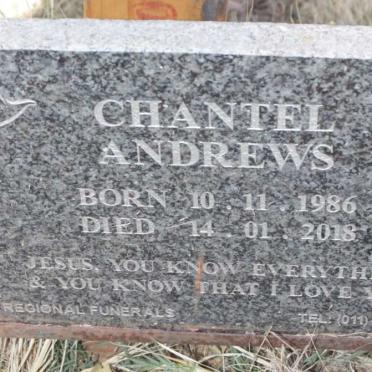 CHANTEL
ANDREWS
BORN 10 . 11 . 1986
DIED 14 . 01 . 2018
JESUS, YOU KNOW
& YOU KNOW THAT I LOVE
REGIONAL FUNERALS TEL: (011)